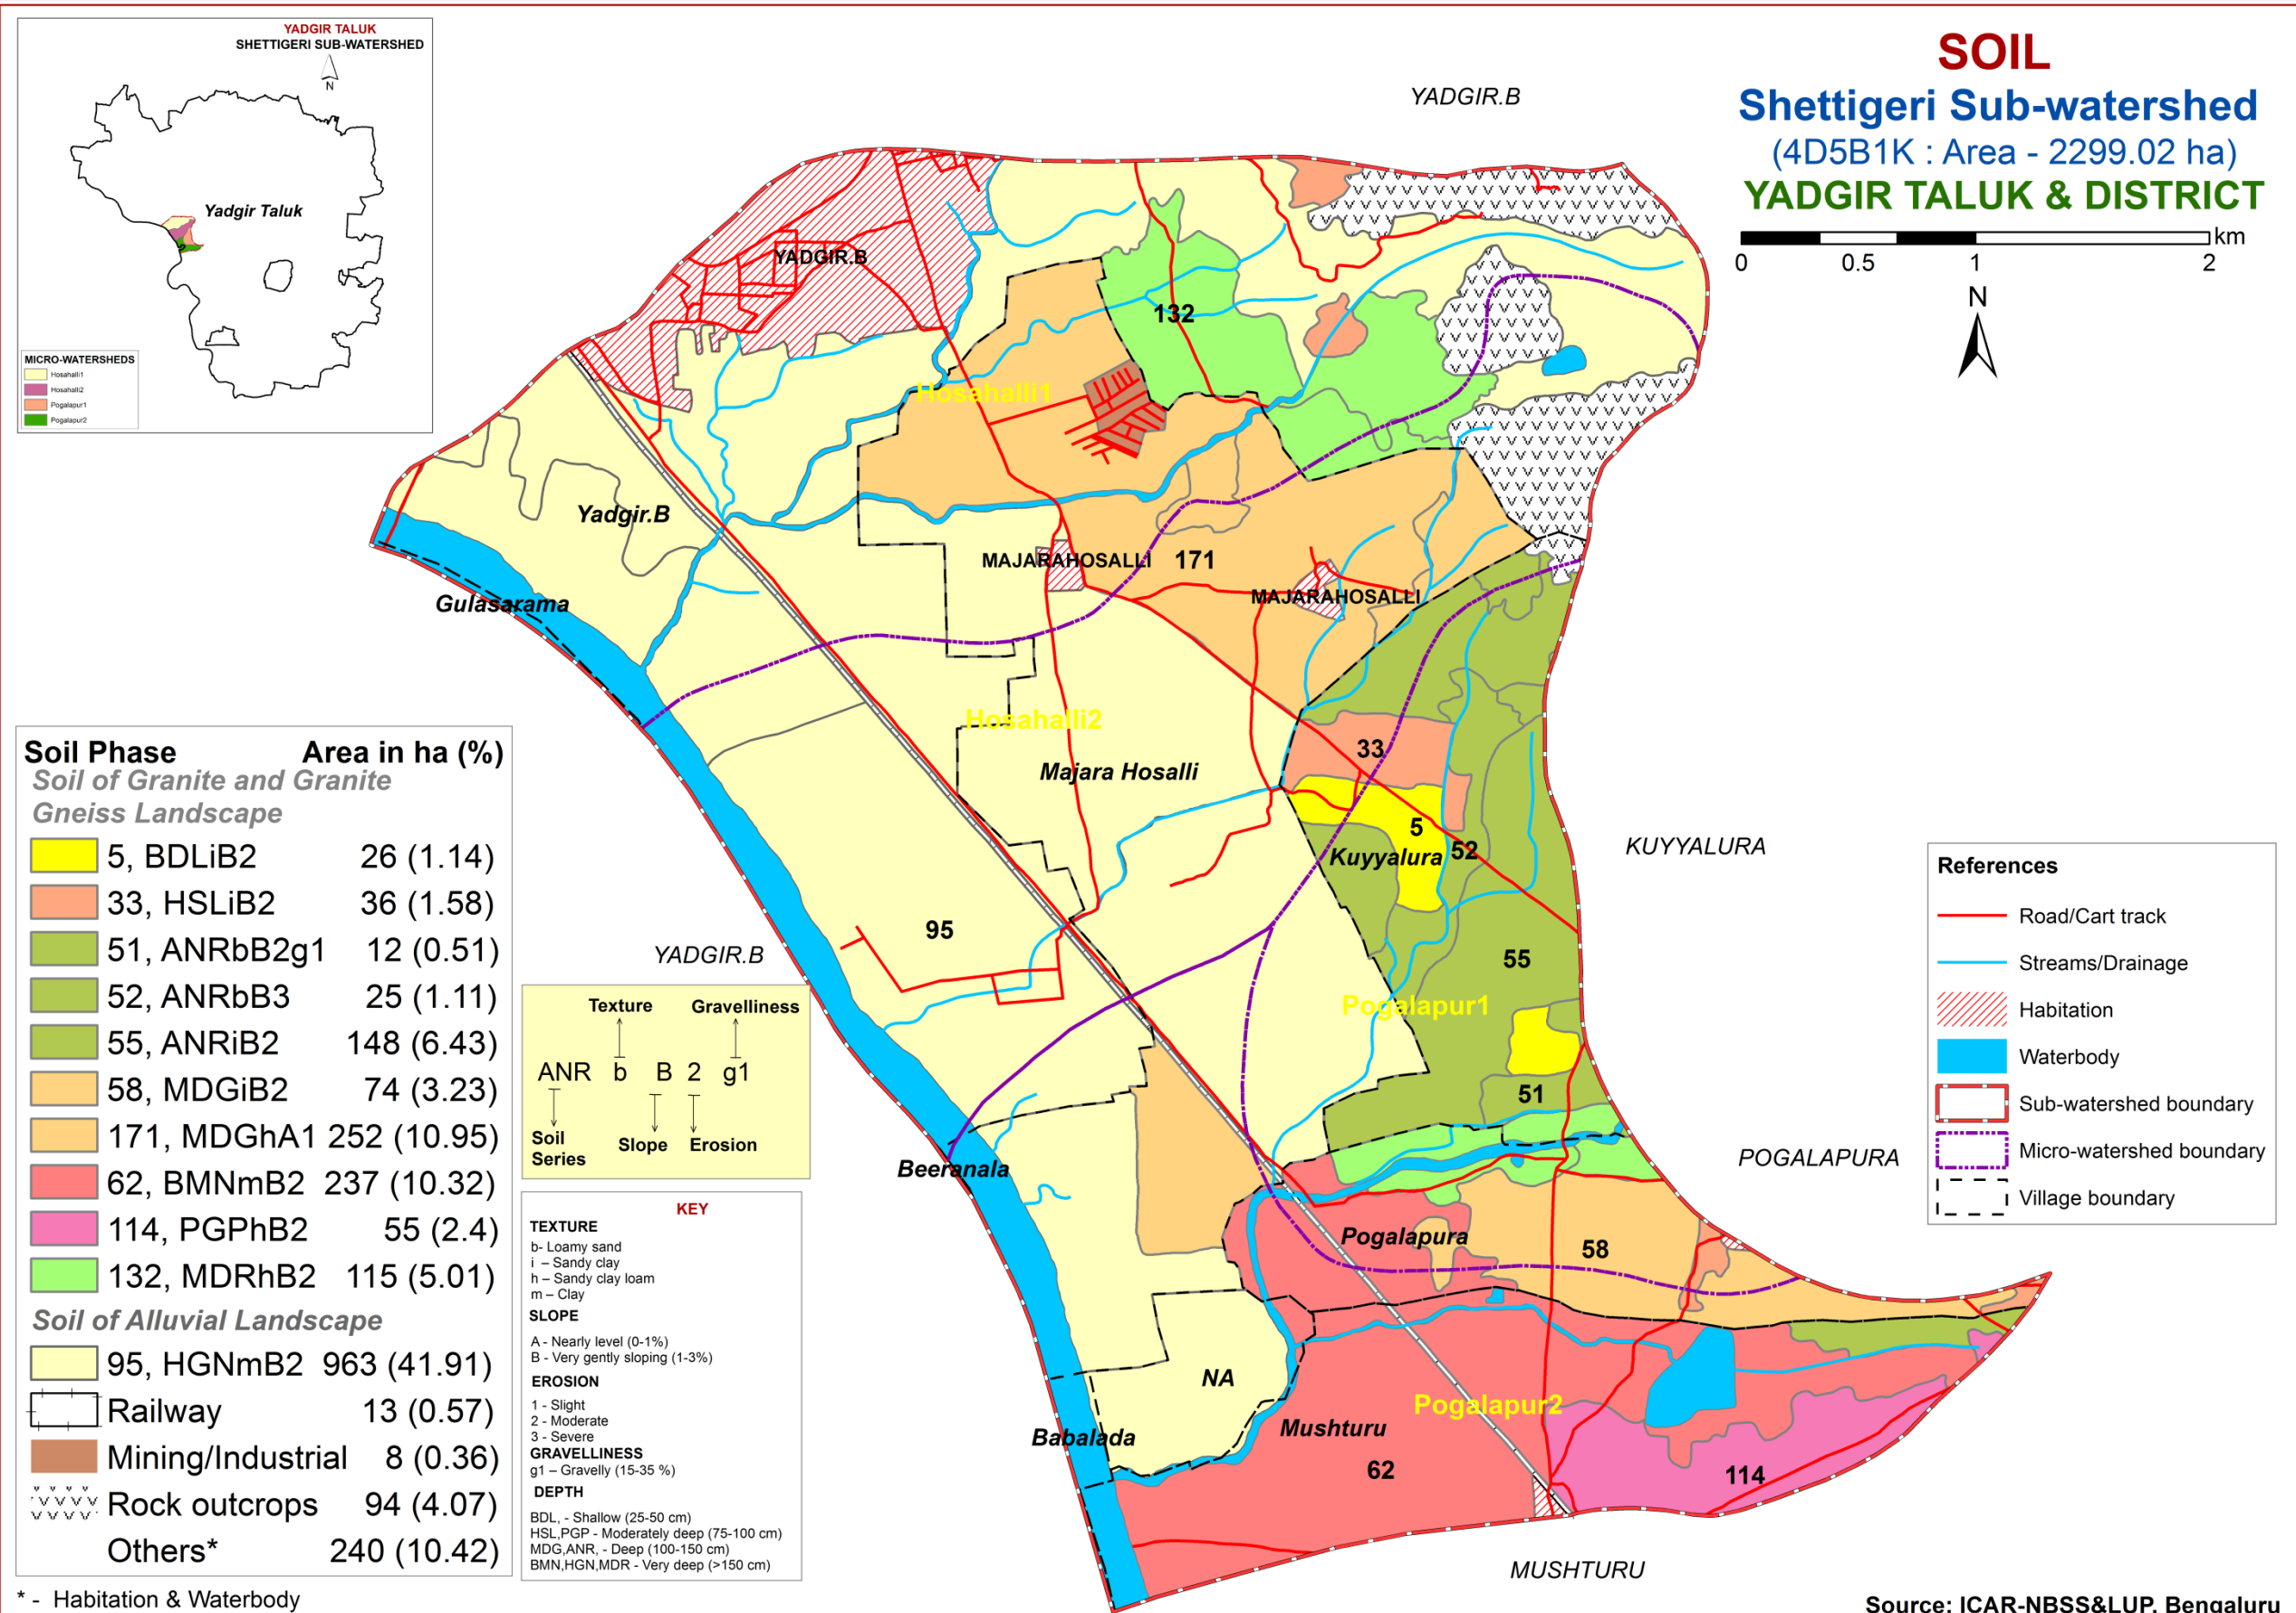 YADGIR TALUK
SHETTIGERI SUB-WATERSHED
N
Yadgir Taluk
MICRO-WATERSHEDS
Hosahalli1
Hosahalli2
Pogalapur1
Pogalapur2
SOIL
Shettigeri Sub-watershed
(4D5B1K : Area - 2299.02 ha)
YADGIR TALUK & DISTRICT
km
0 0.5 1 2
N
YADGIR.B
YADGIR.B
132
Hosahalli1
Yadgir.B
MAJARAHOSALLI
171
MAJARAHOSALLI
Gulasarama
Hosahalli2
33
Majara Hosalli
5
Kuyyalura
52
KUYYALURA
95
YADGIR.B
55
Pogalapur1
51
Beeranala
POGALAPURA
Pogalapura
58
NA
Pogalapur2
Mushturu
Babalada
62
114
MUSHTURU
Soil Phase Area in ha (%)
Soil of Granite and Granite
Gneiss Landscape
5, BDLiB2 26 (1.14)
33, HSLiB2 36 (1.58)
51, ANRbB2g1 12 (0.51)
52, ANRbB3 25 (1.11)
55, ANRiB2 148 (6.43)
58, MDGiB2 74 (3.23)
171, MDGhA1 252 (10.95)
62, BMNmB2 237 (10.32)
114, PGPhB2 55 (2.4)
132, MDRhB2 115 (5.01)
Soil of Alluvial Landscape
95, HGNmB2 963 (41.91)
Railway 13 (0.57)
Mining/Industrial 8 (0.36)
Rock outcrops 94 (4.07)
Others* 240 (10.42)
* - Habitation & Waterbody
Texture Gravelliness
ANR b B 2 g1
Soil
Series
Slope Erosion
KEY
TEXTURE
b- Loamy sand
i – Sandy clay
h – Sandy clay loam
m – Clay
SLOPE
A - Nearly level (0-1%)
B - Very gently sloping (1-3%)
EROSION
1 - Slight
2 - Moderate
3 - Severe
GRAVELLINESS
g1 – Gravelly (15-35 %)
DEPTH
BDL, - Shallow (25-50 cm)
HSL,PGP - Moderately deep (75-100 cm)
MDG,ANR, - Deep (100-150 cm)
BMN,HGN,MDR - Very deep (>150 cm)
References
Road/Cart track
Streams/Drainage
Habitation
Waterbody
Sub-watershed boundary
Micro-watershed boundary
Village boundary
Source: ICAR-NBSS&LUP, Bengaluru